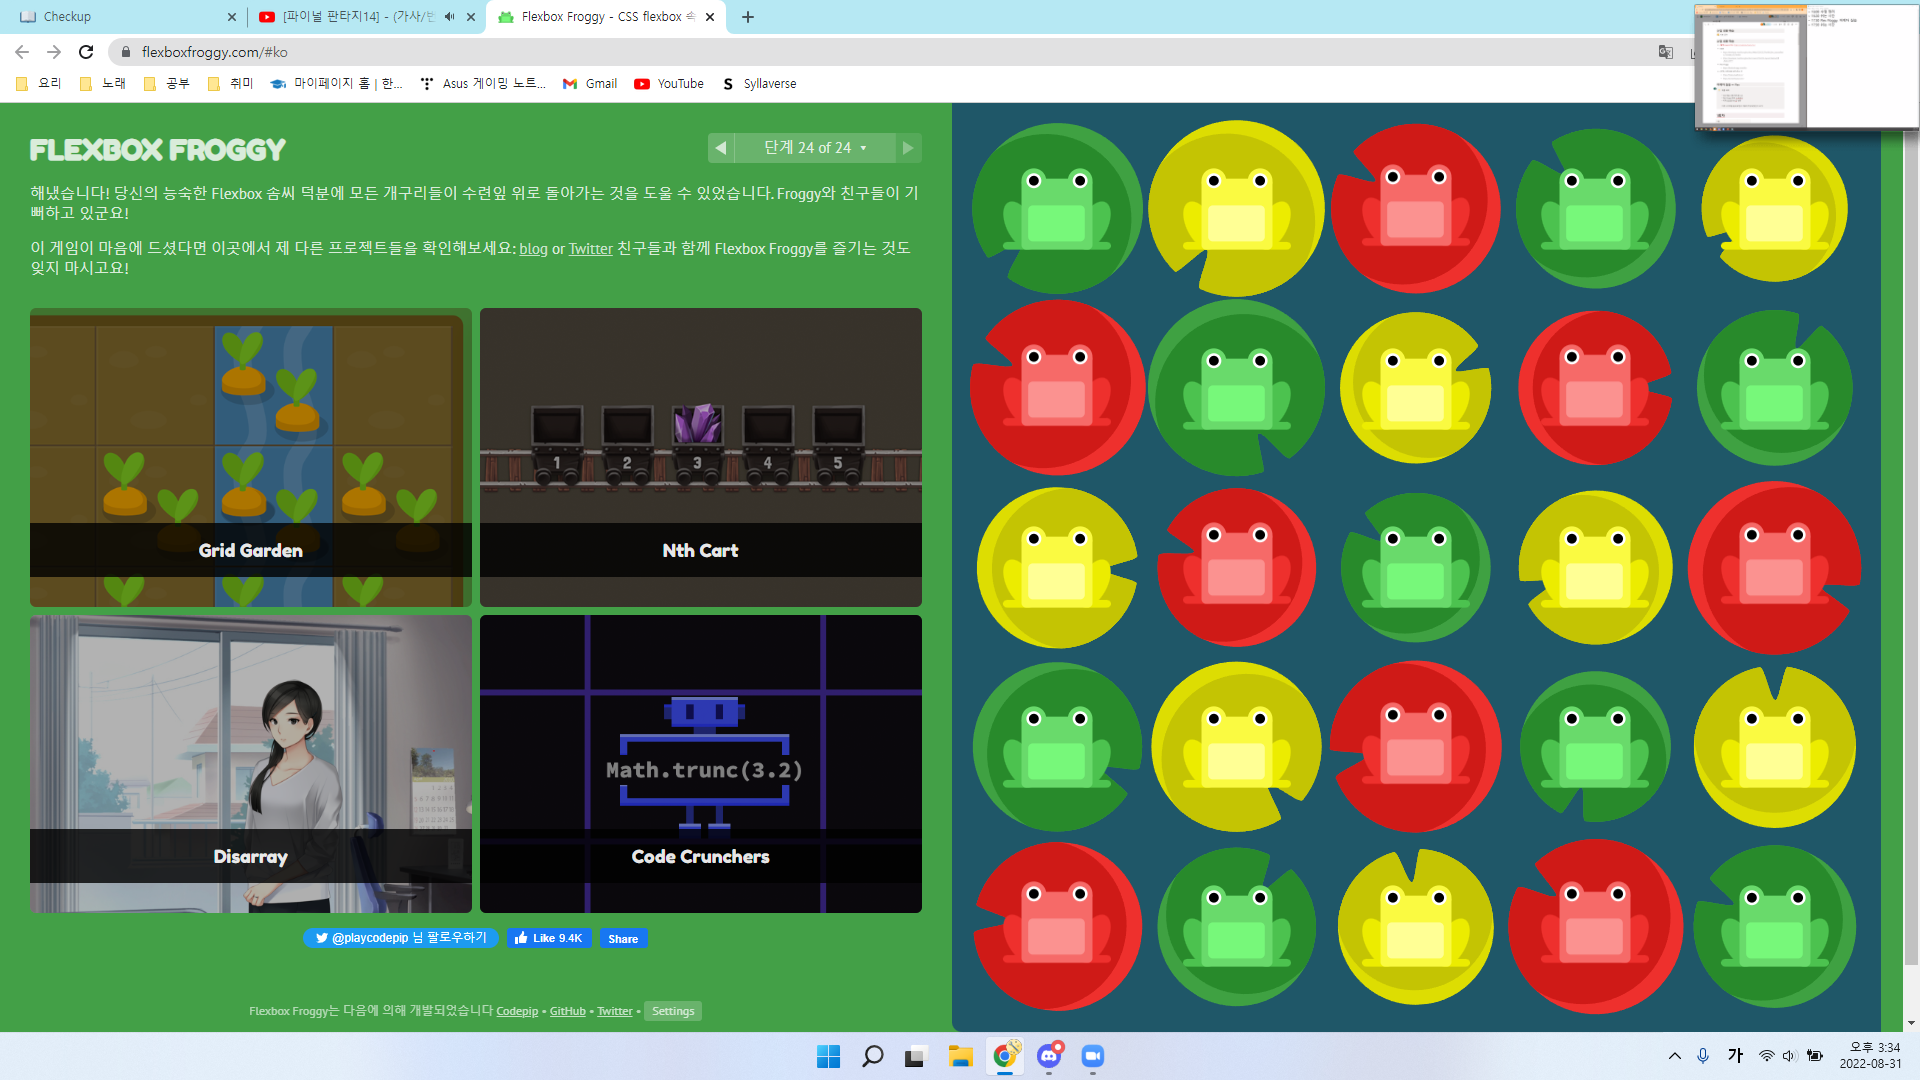 Checkup
[파이널 판타지14] - (가사/번
Flexbox Froggy - CSS flexbox 속
flexboxfroggy.com/#ko
요리
노래
공부
취미
마이페이지 홈 | 한...
Asus 게이밍 노트...
Gmail
YouTube
Syllaverse
FLEXBOX FROGGY
단계 24 of 24
해냈습니다! 당신의 능숙한 Flexbox 솜씨 덕분에 모든 개구리들이 수련잎 위로 돌아가는 것을 도울 수 있었습니다. Froggy와 친구들이 기
뻐하고 있군요!
이 게임이 마음에 드셨다면 이곳에서 제 다른 프로젝트들을 확인해보세요: blog or Twitter 친구들과 함께 Flexbox Froggy를 즐기는 것도
잊지 마시고요!
1 2 3 4 5
Grid Garden
Nth Cart
Math.trunc(3.2)
Disarray
Code Crunchers
@playcodepip 님 팔로우하기
Like 9.4K
Share
Flexbox Froggy는 다음에 의해 개발되었습니다 Codepip • GitHub • Twitter • Settings
가
오후 3:34
2022-08-31